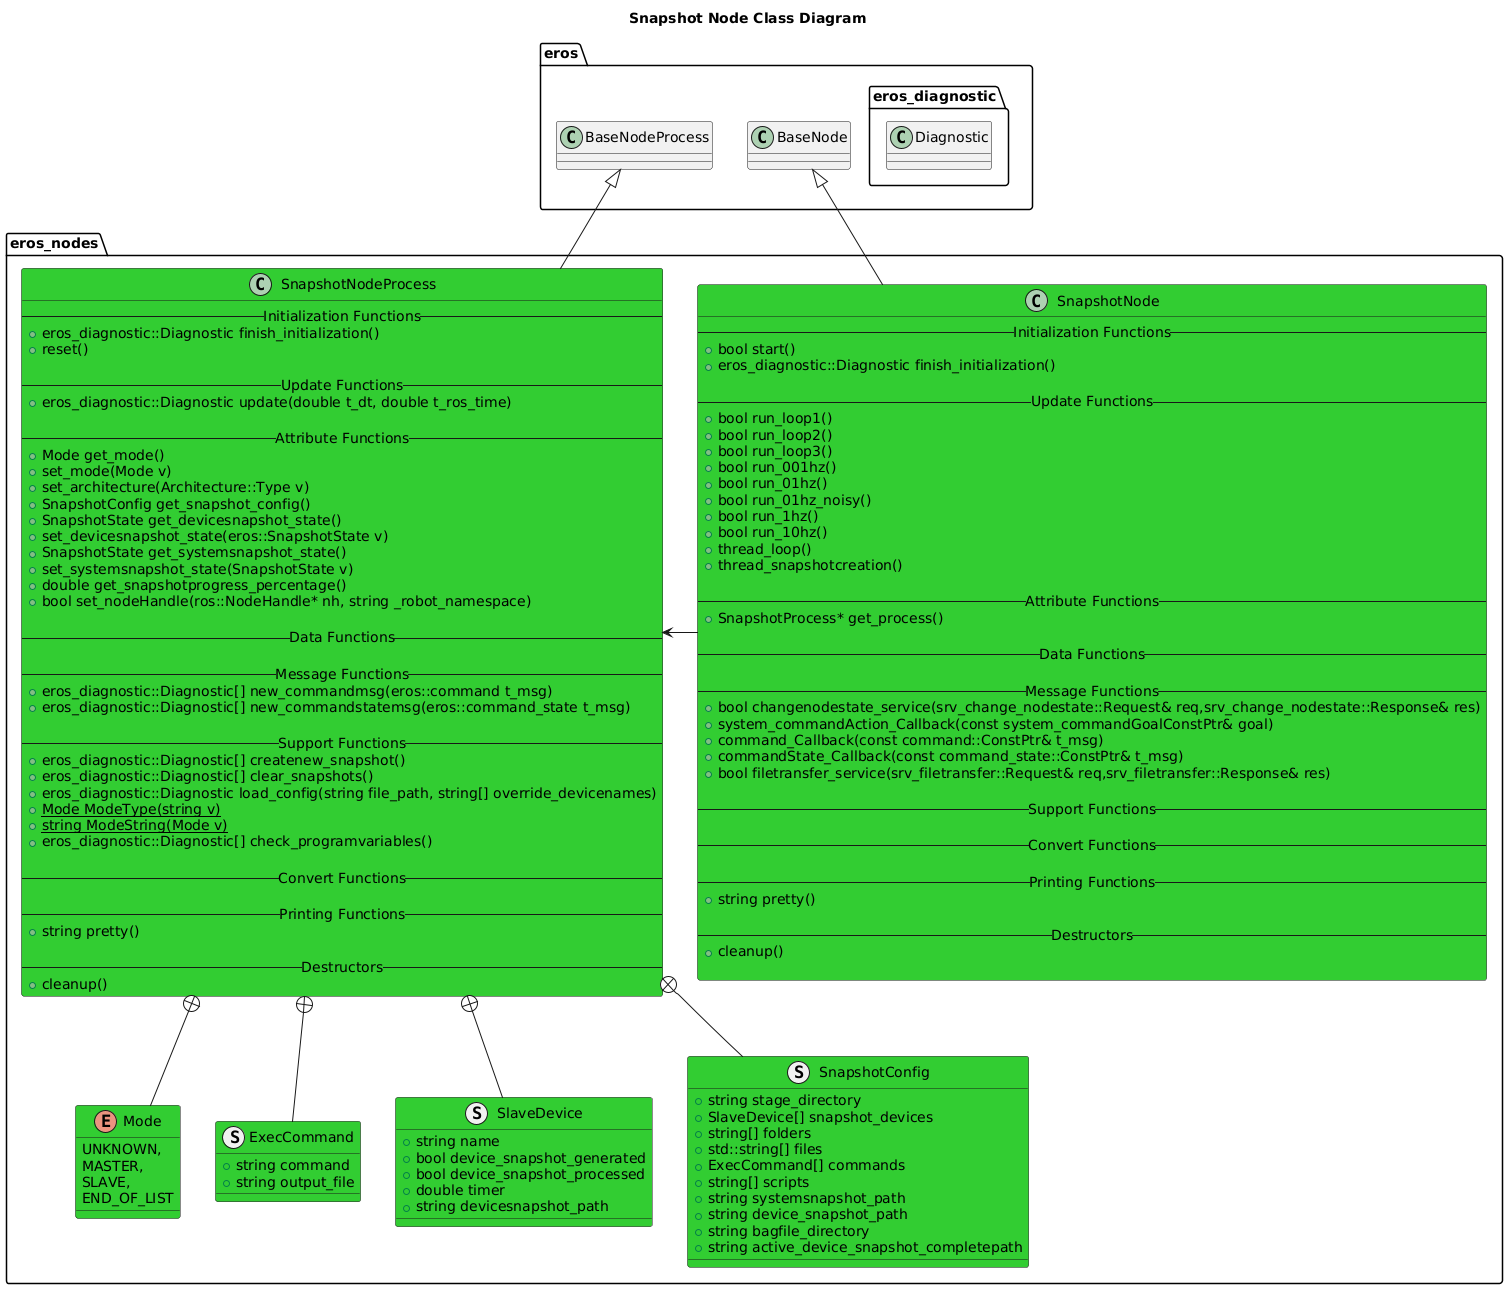 Snapshot Node Class Diagram
eros
eros_diagnostic
C BaseNodeProcess
C BaseNode
C Diagnostic
eros_nodes
C SnapshotNodeProcess
Initialization Functions
eros_diagnostic::Diagnostic finish_initialization()
reset()
Update Functions
eros_diagnostic::Diagnostic update(double t_dt, double t_ros_time)
Attribute Functions
Mode get_mode()
set_mode(Mode v)
set_architecture(Architecture::Type v)
SnapshotConfig get_snapshot_config()
SnapshotState get_devicesnapshot_state()
set_devicesnapshot_state(eros::SnapshotState v)
SnapshotState get_systemsnapshot_state()
set_systemsnapshot_state(SnapshotState v)
double get_snapshotprogress_percentage()
bool set_nodeHandle(ros::NodeHandle* nh, string _robot_namespace)
Data Functions
Message Functions
eros_diagnostic::Diagnostic[] new_commandmsg(eros::command t_msg)
eros_diagnostic::Diagnostic[] new_commandstatemsg(eros::command_state t_msg)
Support Functions
eros_diagnostic::Diagnostic[] createnew_snapshot()
eros_diagnostic::Diagnostic[] clear_snapshots()
eros_diagnostic::Diagnostic load_config(string file_path, string[] override_devicenames)
Mode ModeType(string v)
string ModeString(Mode v)
eros_diagnostic::Diagnostic[] check_programvariables()
Convert Functions
Printing Functions
string pretty()
Destructors
cleanup()
C SnapshotNode
Initialization Functions
bool start()
eros_diagnostic::Diagnostic finish_initialization()
Update Functions
bool run_loop1()
bool run_loop2()
bool run_loop3()
bool run_001hz()
bool run_01hz()
bool run_01hz_noisy()
bool run_1hz()
bool run_10hz()
thread_loop()
thread_snapshotcreation()
Attribute Functions
SnapshotProcess* get_process()
Data Functions
Message Functions
bool changenodestate_service(srv_change_nodestate::Request& req,srv_change_nodestate::Response& res)
system_commandAction_Callback(const system_commandGoalConstPtr& goal)
command_Callback(const command::ConstPtr& t_msg)
commandState_Callback(const command_state::ConstPtr& t_msg)
bool filetransfer_service(srv_filetransfer::Request& req,srv_filetransfer::Response& res)
Support Functions
Convert Functions
Printing Functions
string pretty()
Destructors
cleanup()
E Mode
UNKNOWN,
MASTER,
SLAVE,
END_OF_LIST
S ExecCommand
string command
string output_file
S SlaveDevice
string name
bool device_snapshot_generated
bool device_snapshot_processed
double timer
string devicesnapshot_path
S SnapshotConfig
string stage_directory
SlaveDevice[] snapshot_devices
string[] folders
std::string[] files
ExecCommand[] commands
string[] scripts
string systemsnapshot_path
string device_snapshot_path
string bagfile_directory
string active_device_snapshot_completepath